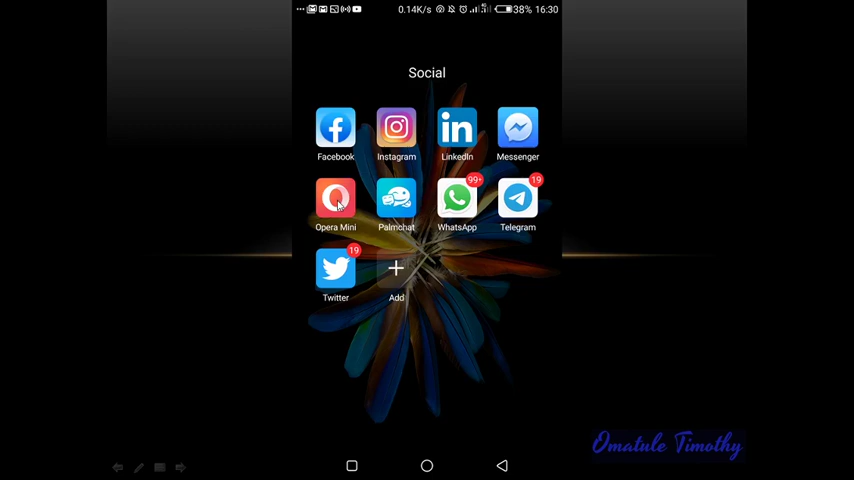 0.14K/s 38% 16:30
Social
Facebook Instagram LinkedIn Messenger
99+ 19
Opera Mini Palmchat WhatsApp Telegram
19
Twitter Add
Omatule Timothy